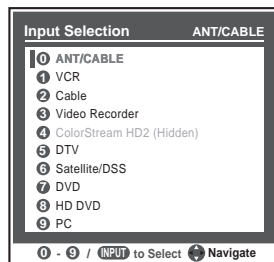 Input Selection ANT/CABLE
0 ANT/CABLE
1 VCR
2 Cable
3 Video Recorder
4 ColorStream HD2 (Hidden)
5 DTV
6 Satellite/DSS
7 DVD
8 HD DVD
9 PC
0 - 9 / INPUT to Select Navigate